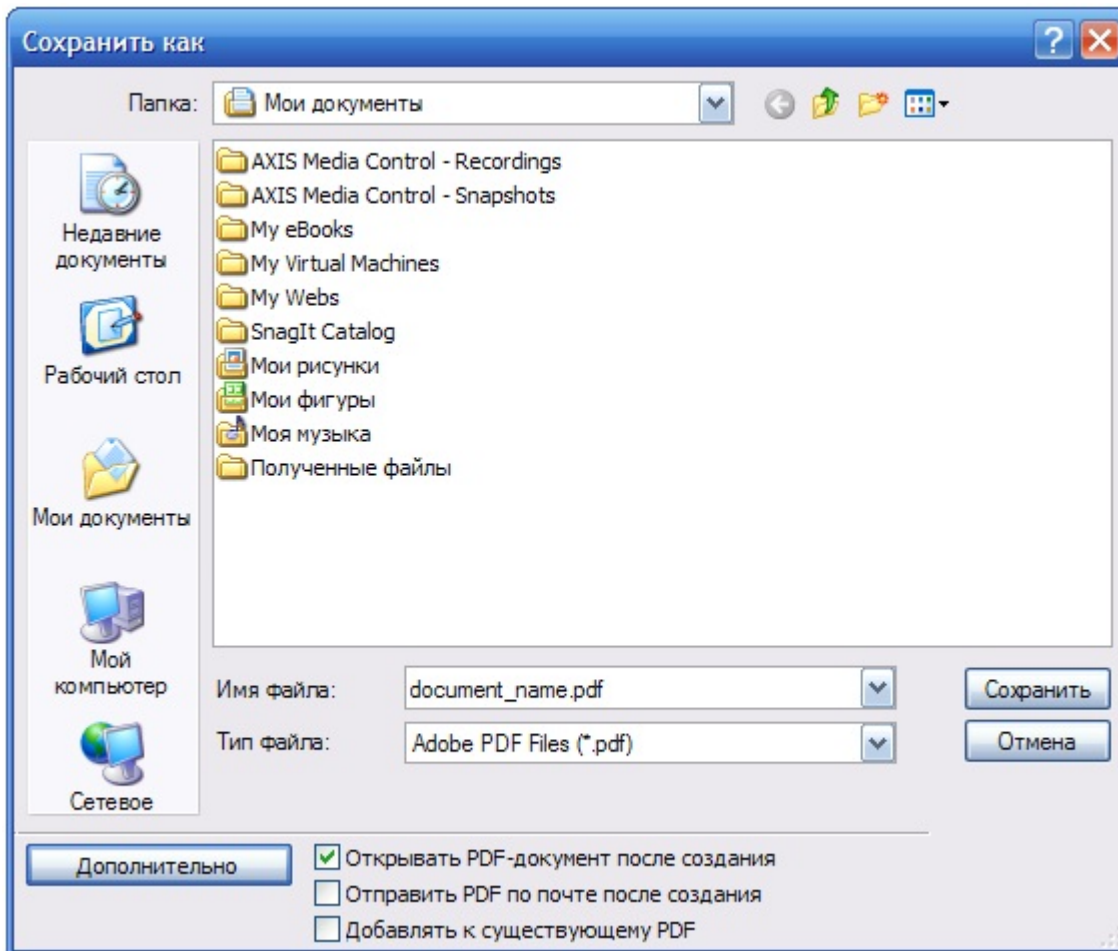 Сохранить как
Папка:
Мои документы
Недавние
документы
Рабочий стол
Мои документы
Мой
компьютер
Сетевое
AXIS Media Control - Recordings
AXIS Media Control - Snapshots
My eBooks
My Virtual Machines
My Webs
SnagIt Catalog
Мои рисунки
Мои фигуры
Моя музыка
Полученные файлы
Имя файла: document_name.pdf Сохранить
Тип файла: Adobe PDF Files (*.pdf) Отмена
Дополнительно
Открывать PDF-документ после создания
Отправить PDF по почте после создания
Добавлять к существующему PDF